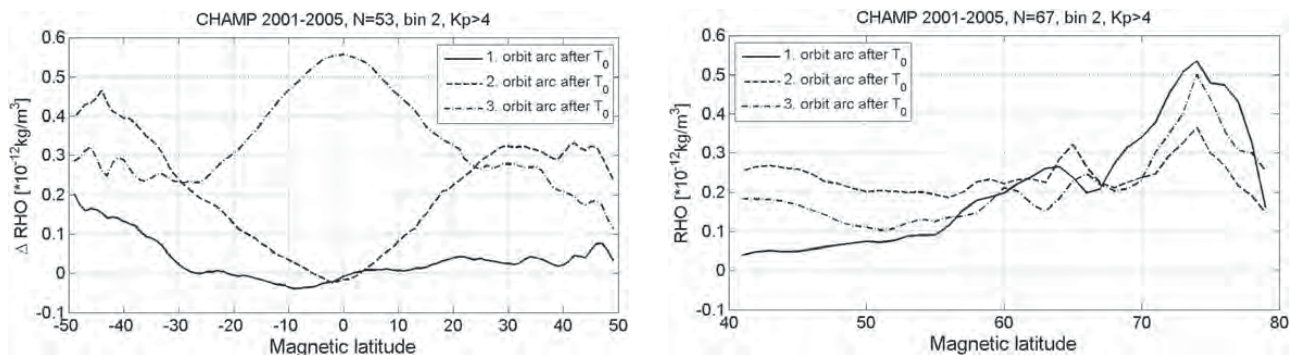 CHAMP 2001-2005, N=53, bin 2, Kp>4
Δ RHO [*10⁻¹²kg/m³]
0.6
0.5
0.4
0.3
0.2
0.1
0
-0.1
1. orbit arc after T₀
2. orbit arc after T₀
3. orbit arc after T₀
-50 -40 -30 -20 -10 0 10 20 30 40 50
Magnetic latitude
CHAMP 2001-2005, N=67, bin 2, Kp>4
RHO [*10⁻¹²kg/m³]
0.6
0.5
0.4
0.3
0.2
0.1
0
-0.1
1. orbit arc after T₀
2. orbit arc after T₀
3. orbit arc after T₀
40 50 60 70 80
Magnetic latitude